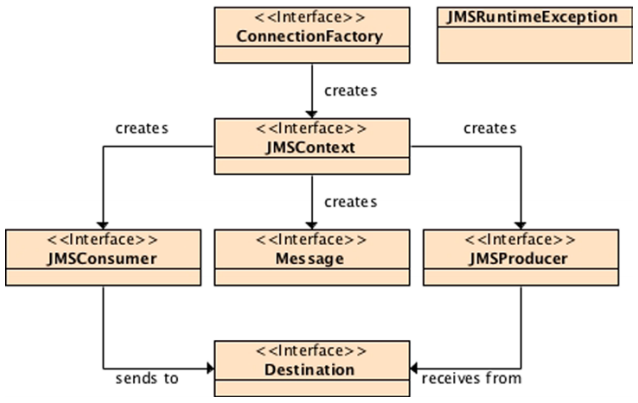 <<Interface>>
ConnectionFactory
JMSRuntimeException
creates
creates
<<Interface>>
JMSContext
creates
creates
<<Interface>>
JMSConsumer
<<Interface>>
Message
<<Interface>>
JMSProducer
<<Interface>>
Destination
sends to
receives from